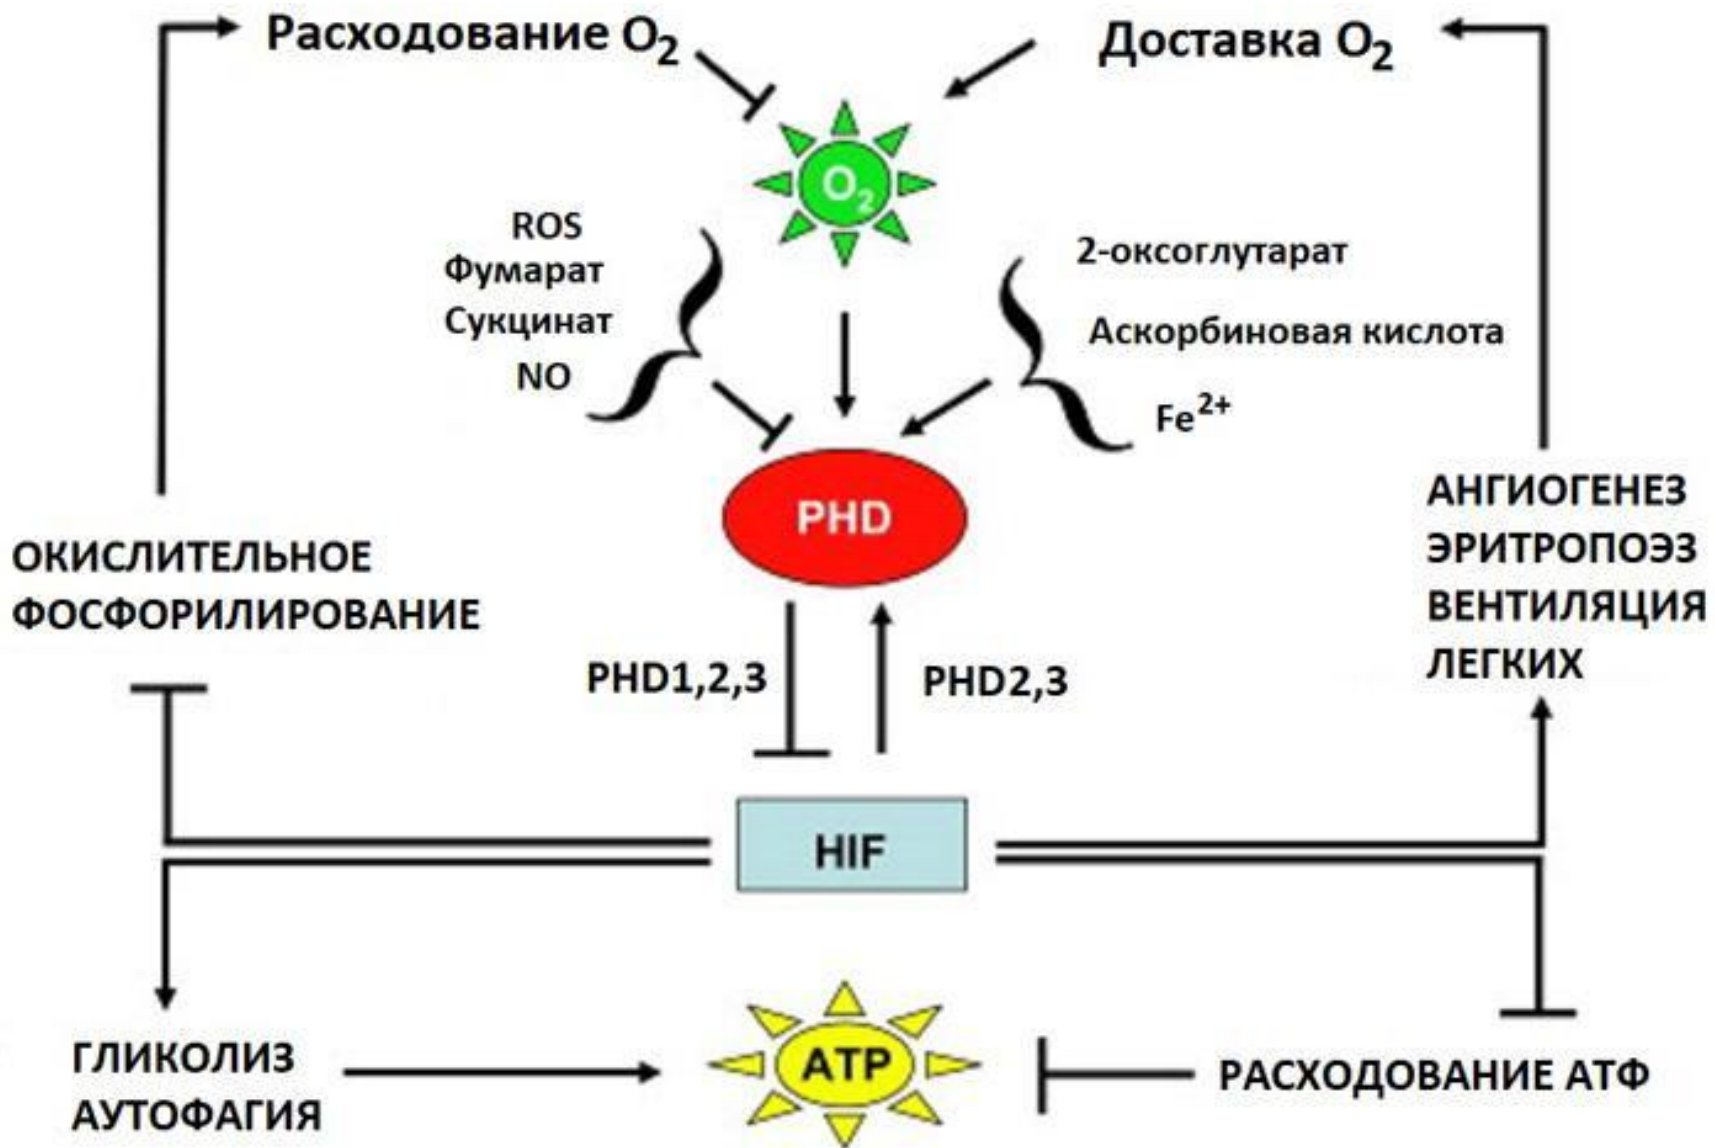 Расходование O₂
Доставка O₂
O₂
ROS
Фумарат
Сукцинат
NO
2-оксоглутарат
Аскорбиновая кислота
Fe²⁺
PHD
ОКИСЛИТЕЛЬНОЕ
ФОСФОРИЛИРОВАНИЕ
АНГИОГЕНЕЗ
ЭРИТРОПОЭЗ
ВЕНТИЛЯЦИЯ
ЛЕГКИХ
PHD1,2,3
PHD2,3
HIF
ГЛИКОЛИЗ
АУТОФАГИЯ
ATP
РАСХОДОВАНИЕ АТФ